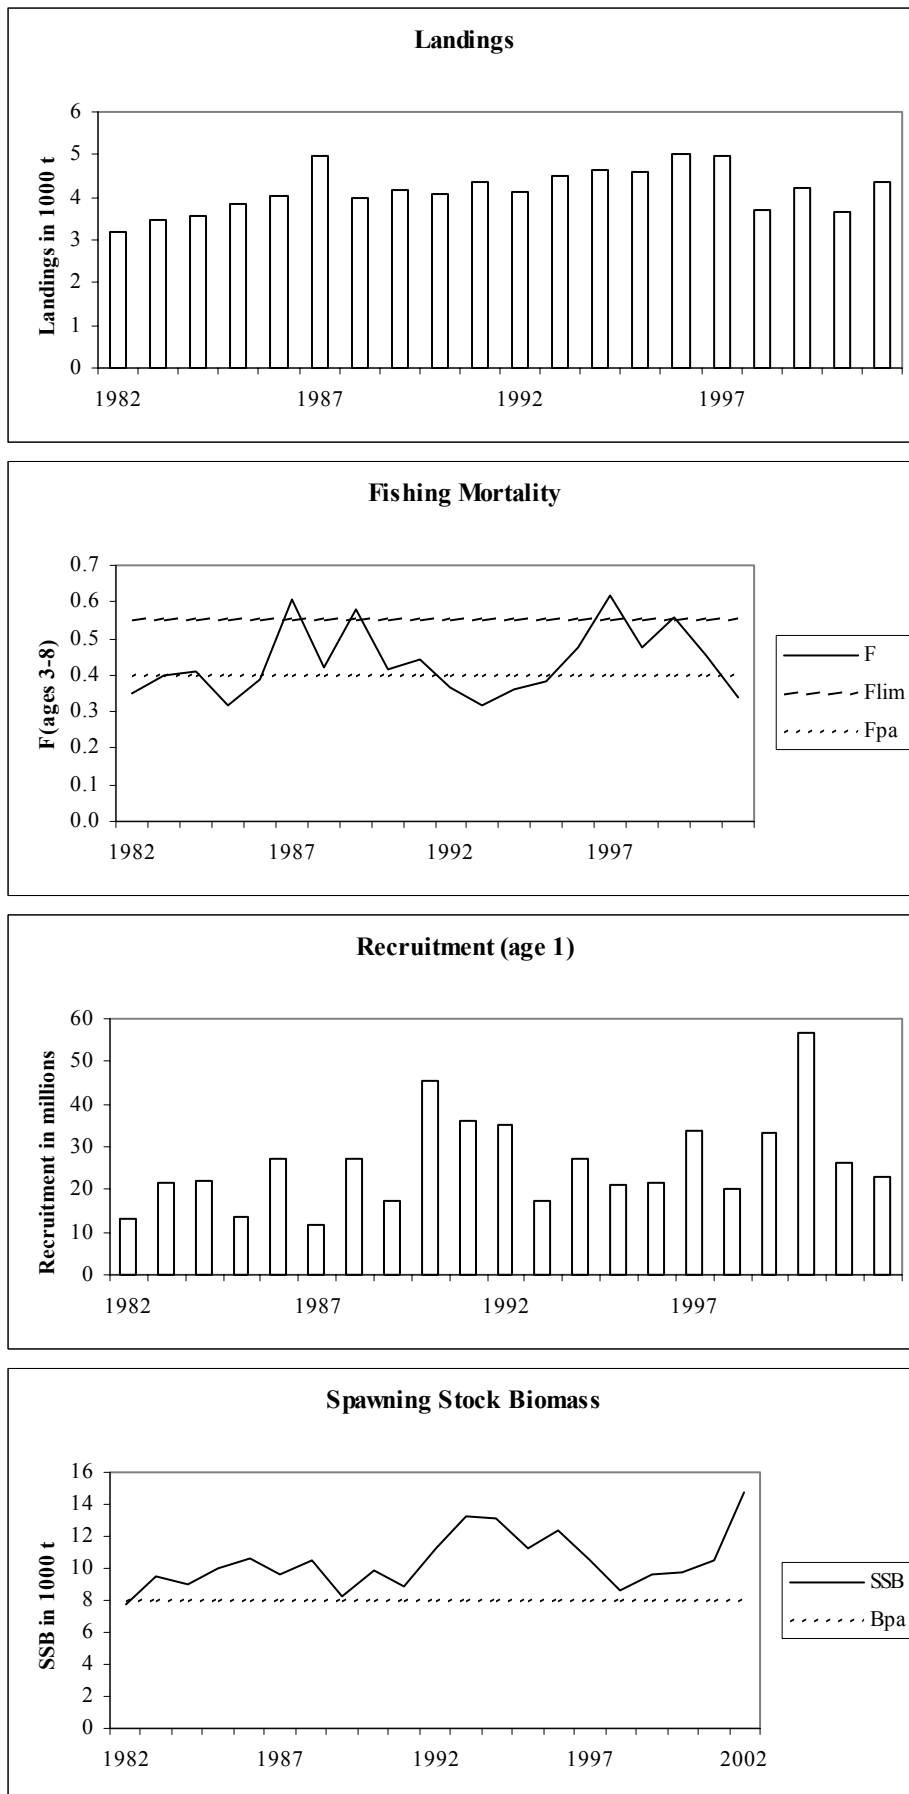 Landings
Landings in 1000 t
6
5
4
3
2
1
0
1982 1987 1992 1997
Fishing Mortality
F(ages 3-8)
0.7
0.6
0.5
0.4
0.3
0.2
0.1
0.0
1982 1987 1992 1997
F
Flim
Fpa
Recruitment (age 1)
Recruitment in millions
60
50
40
30
20
10
0
1982 1987 1992 1997
Spawning Stock Biomass
SSB in 1000 t
16
14
12
10
8
6
4
2
0
1982 1987 1992 1997 2002
SSB
Bpa